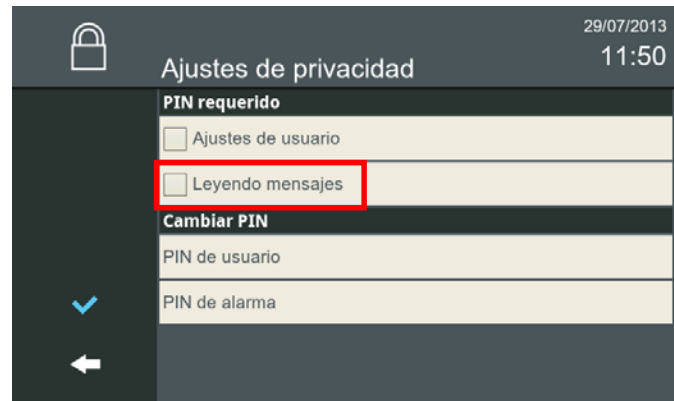 29/07/2013
11:50
Ajustes de privacidad
PIN requerido
Ajustes de usuario
Leyendo mensajes
Cambiar PIN
PIN de usuario
PIN de alarma